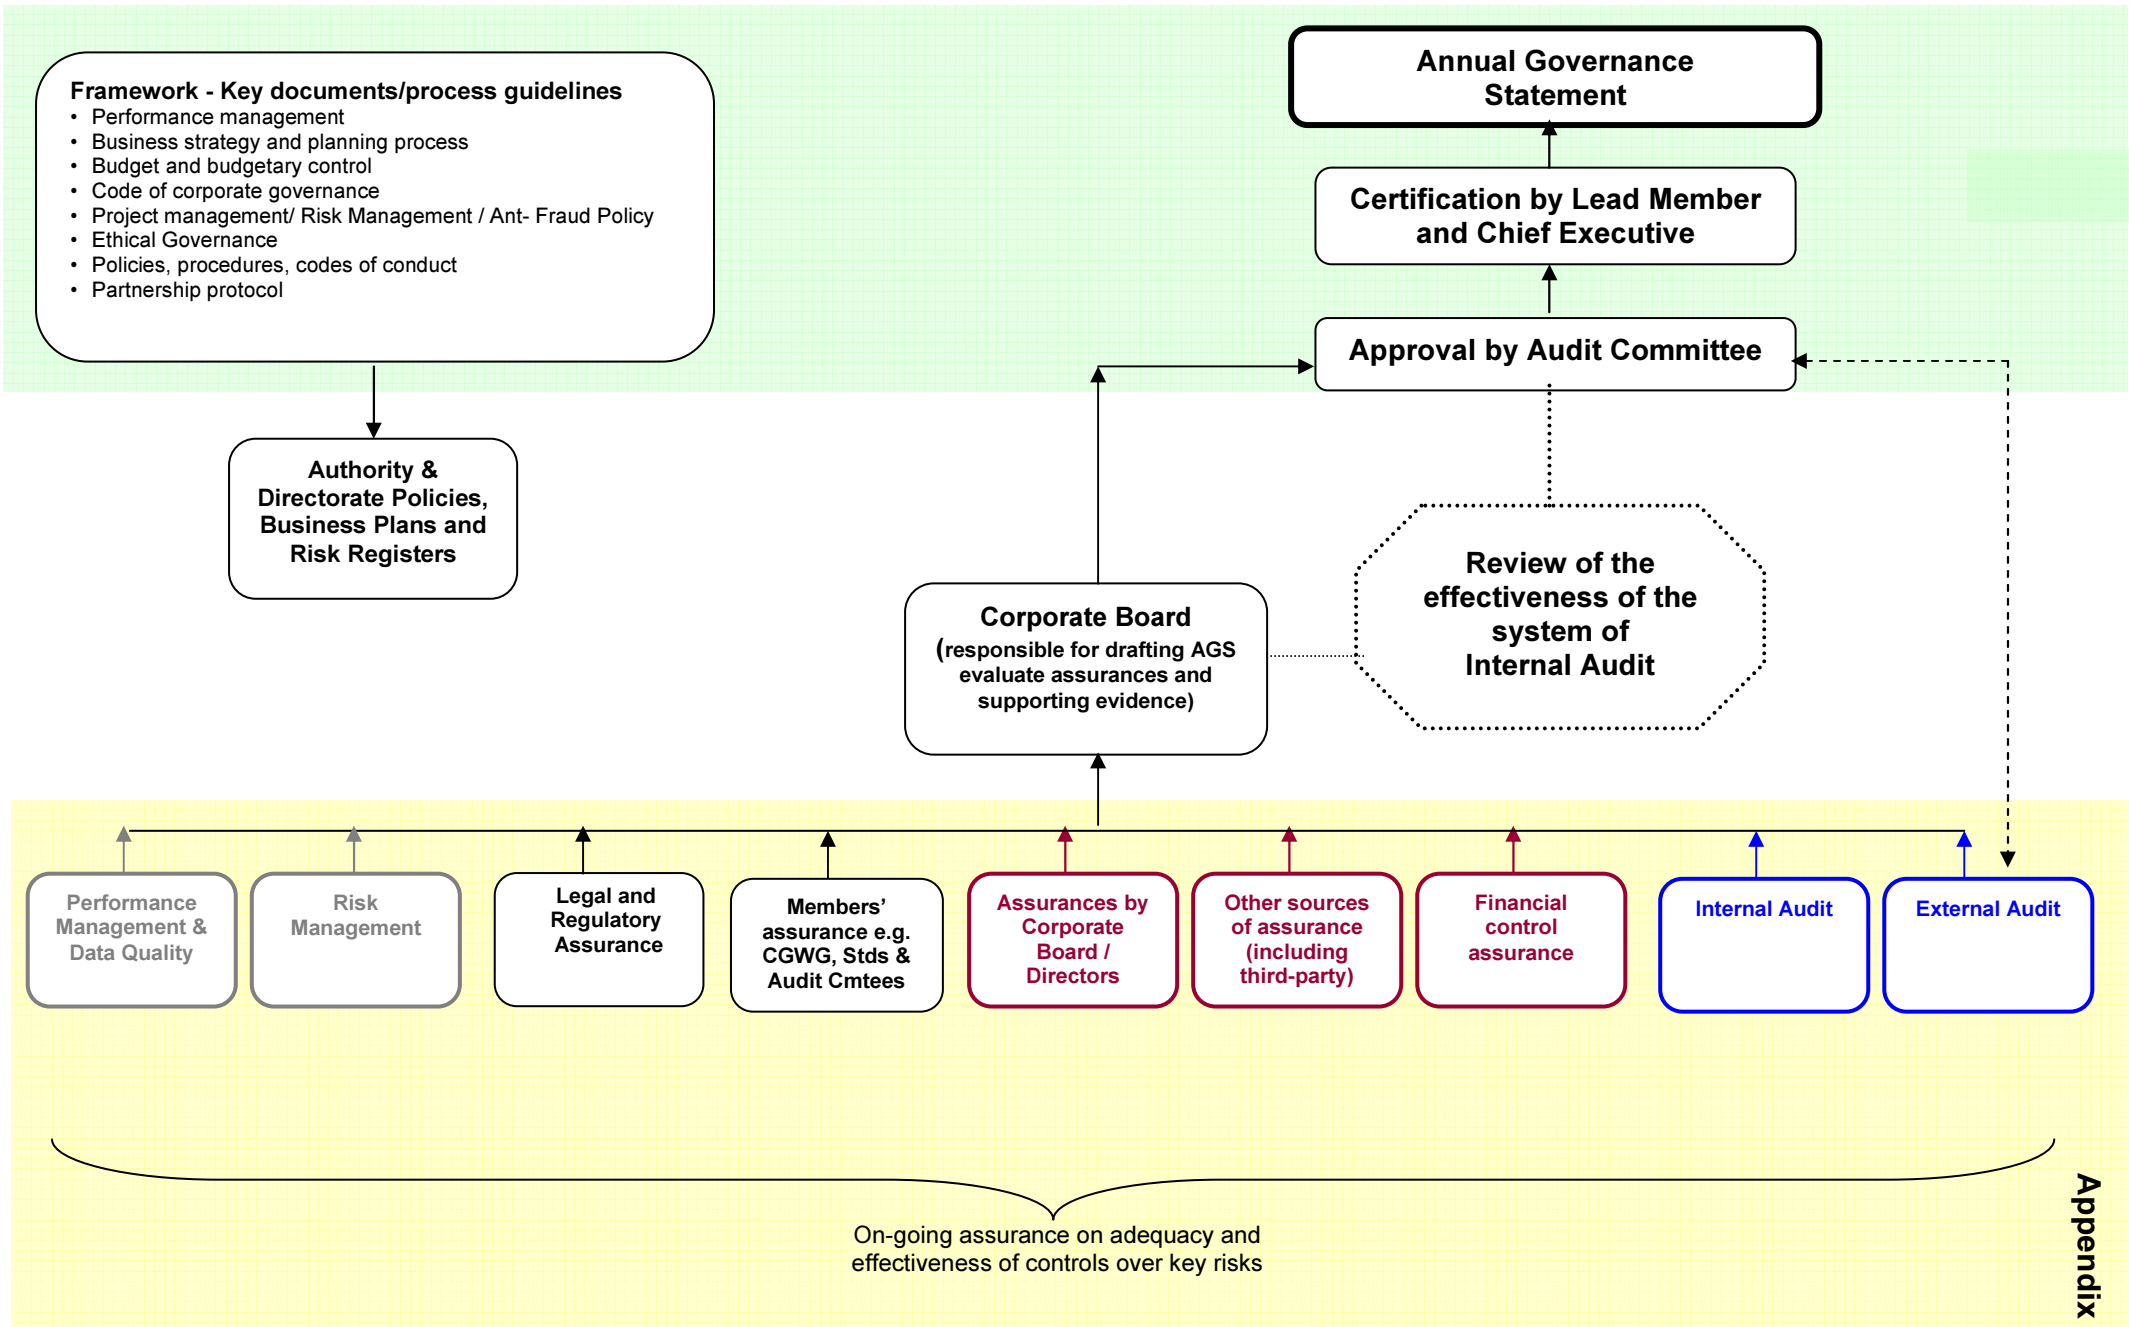 Framework - Key documents/process guidelines
• Performance management
• Business strategy and planning process
• Budget and budgetary control
• Code of corporate governance
• Project management/ Risk Management / Ant- Fraud Policy
• Ethical Governance
• Policies, procedures, codes of conduct
• Partnership protocol
Annual Governance
Statement
Certification by Lead Member
and Chief Executive
Approval by Audit Committee
Authority &
Directorate Policies,
Business Plans and
Risk Registers
Corporate Board
(responsible for drafting AGS
evaluate assurances and
supporting evidence)
Review of the
effectiveness of the
system of
Internal Audit
Performance
Management &
Data Quality
Risk
Management
Legal and
Regulatory
Assurance
Members’
assurance e.g.
CGWG, Stds &
Audit Cmtees
Assurances by
Corporate
Board /
Directors
Other sources
of assurance
(including
third-party)
Financial
control
assurance
Internal Audit
External Audit
On-going assurance on adequacy and
effectiveness of controls over key risks
Appendix